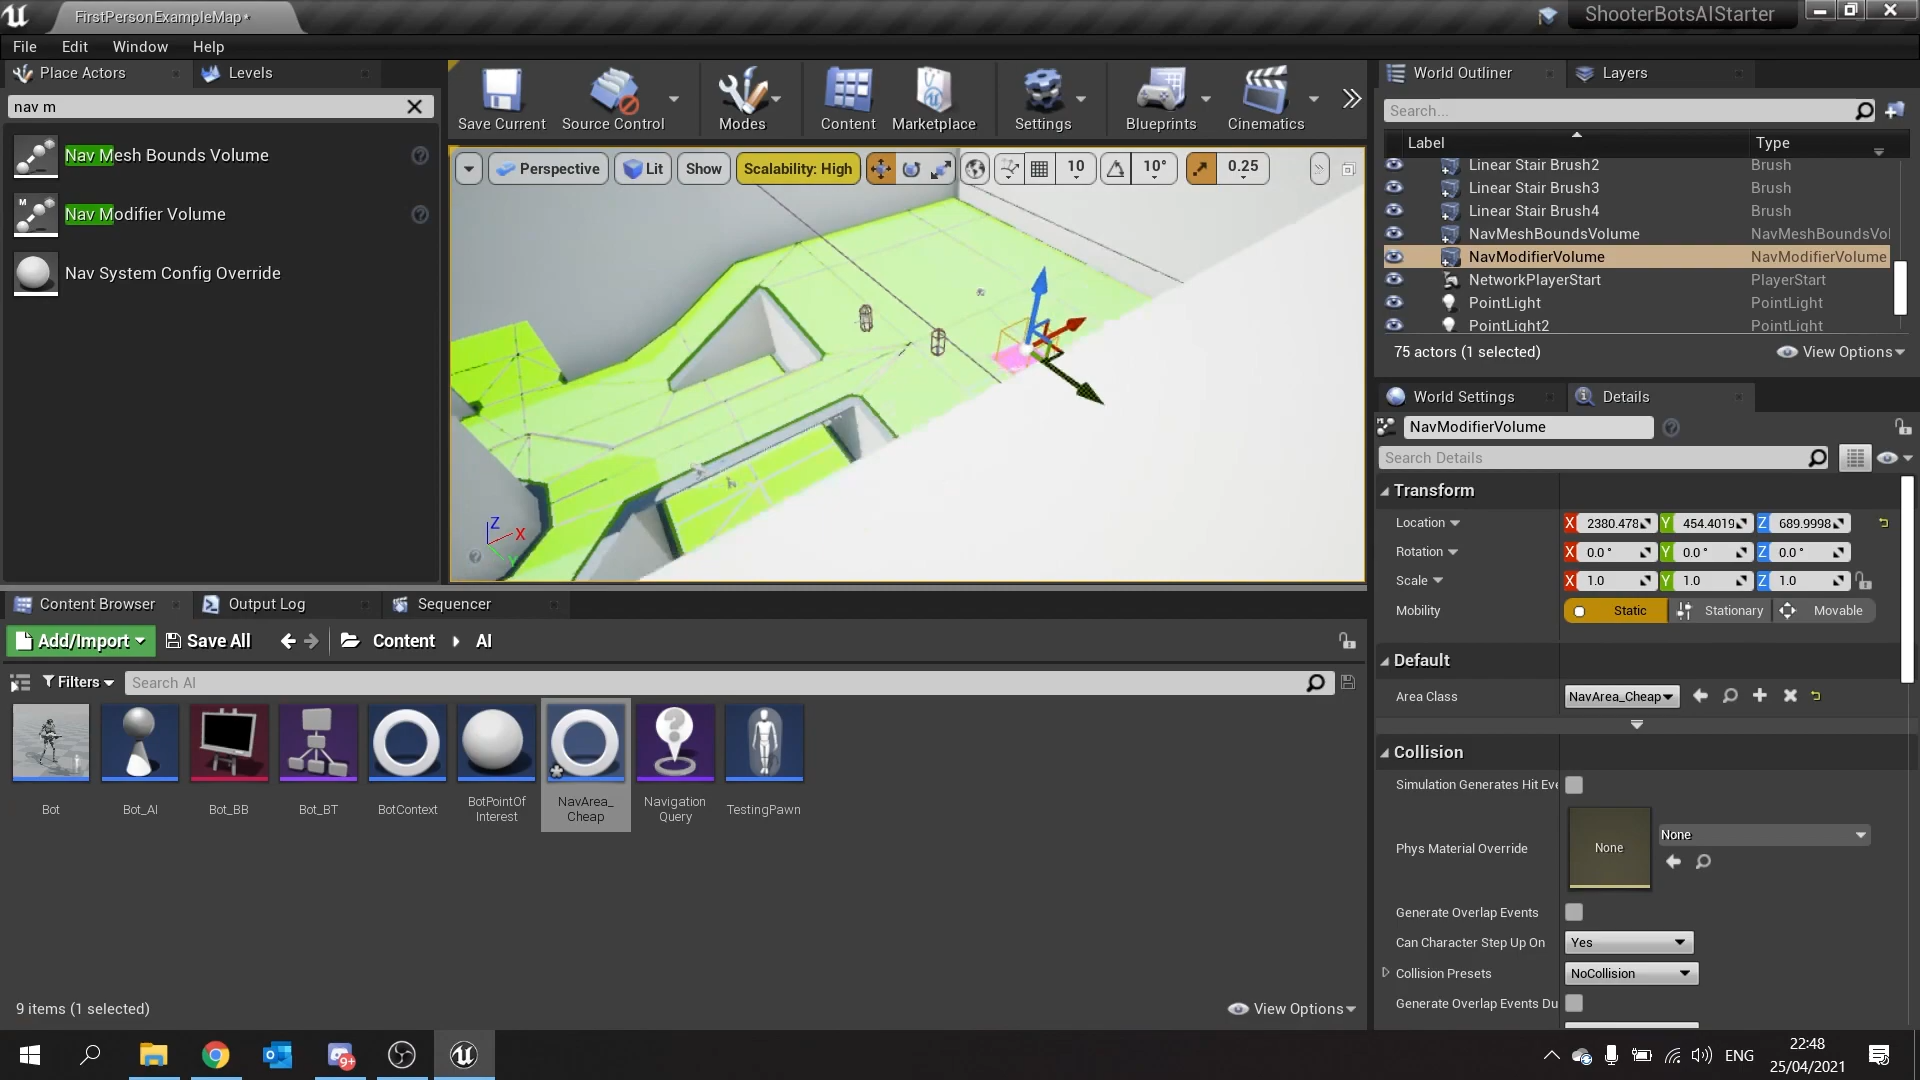 FirstPersonExampleMap*
ShooterBotsAIStarter
File Edit Window Help
Place Actors
Levels
nav m
Nav Mesh Bounds Volume
Nav Modifier Volume
Nav System Config Override
Save Current
Source Control
Modes
Content
Marketplace
Settings
Blueprints
Cinematics
Perspective
Lit
Show
Scalability: High
10
10°
0.25
Z
X
Y
World Outliner
Layers
Search...
Label
Type
Linear Stair Brush2 Brush
Linear Stair Brush3 Brush
Linear Stair Brush4 Brush
NavMeshBoundsVolume NavMeshBoundsVol
NavModifierVolume NavModifierVolume
NetworkPlayerStart PlayerStart
PointLight PointLight
PointLight2 PointLight
75 actors (1 selected)
View Options
World Settings
Details
NavModifierVolume
Search Details
Transform
Location X 2380.478 Y 454.4019 Z 689.9998
Rotation X 0.0° Y 0.0° Z 0.0°
Scale X 1.0 Y 1.0 Z 1.0
Mobility Static Stationary Movable
Default
Area Class NavArea_Cheap
Collision
Simulation Generates Hit Eve
Phys Material Override None None
Generate Overlap Events
Can Character Step Up On Yes
Collision Presets NoCollision
Generate Overlap Events Du
Content Browser
Output Log
Sequencer
Add/Import
Save All
Content
AI
Filters
Search AI
Bot
Bot_AI
Bot_BB
Bot_BT
BotContext
BotPointOf
Interest
NavArea_
Cheap
Navigation
Query
TestingPawn
9 items (1 selected)
View Options
9+
ENG
22:48
25/04/2021